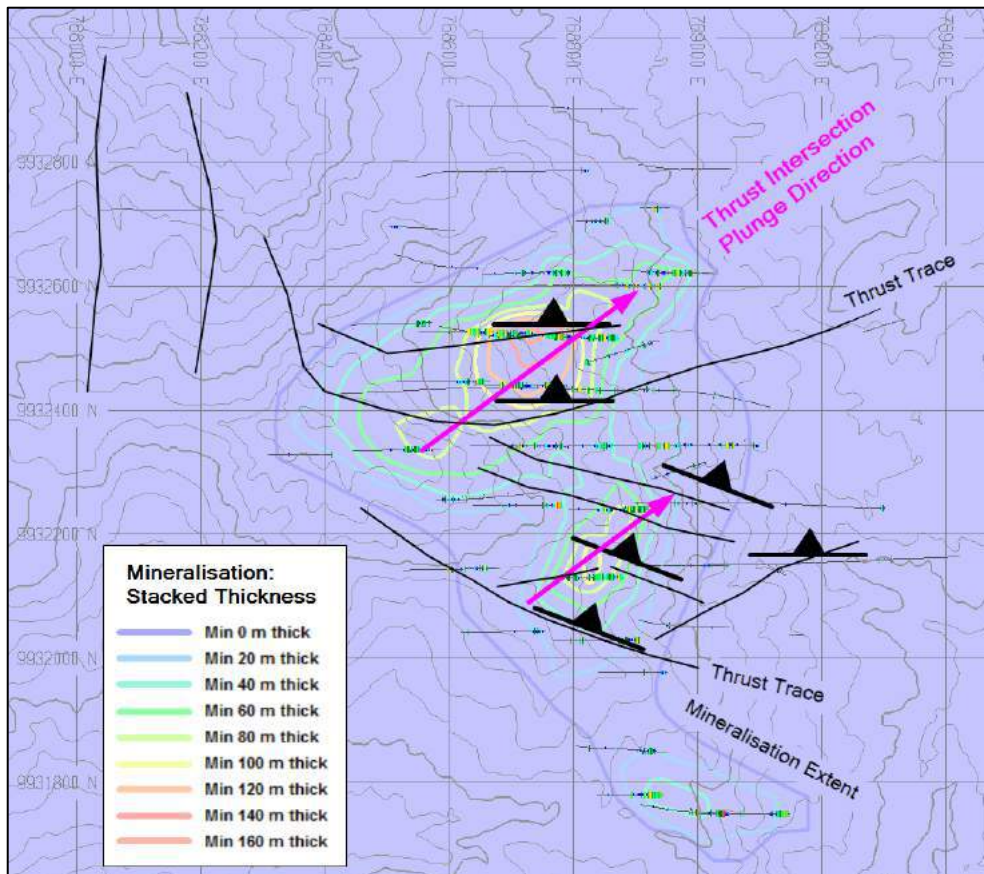 768200 E
768400 E
768600 E
768800 E
769000 E
769200 E
769400 E
9932800 N
Thrust Intersection
Plunge Direction
9932600 N
Thrust Trace
9932400 N
9932200 N
Mineralisation:
Stacked Thickness
Min 0 m thick
Min 20 m thick
Min 40 m thick
Min 60 m thick
Min 80 m thick
Min 100 m thick
Min 120 m thick
Min 140 m thick
Min 160 m thick
9932000 N
Thrust Trace
Mineralisation Extent
9931800 N